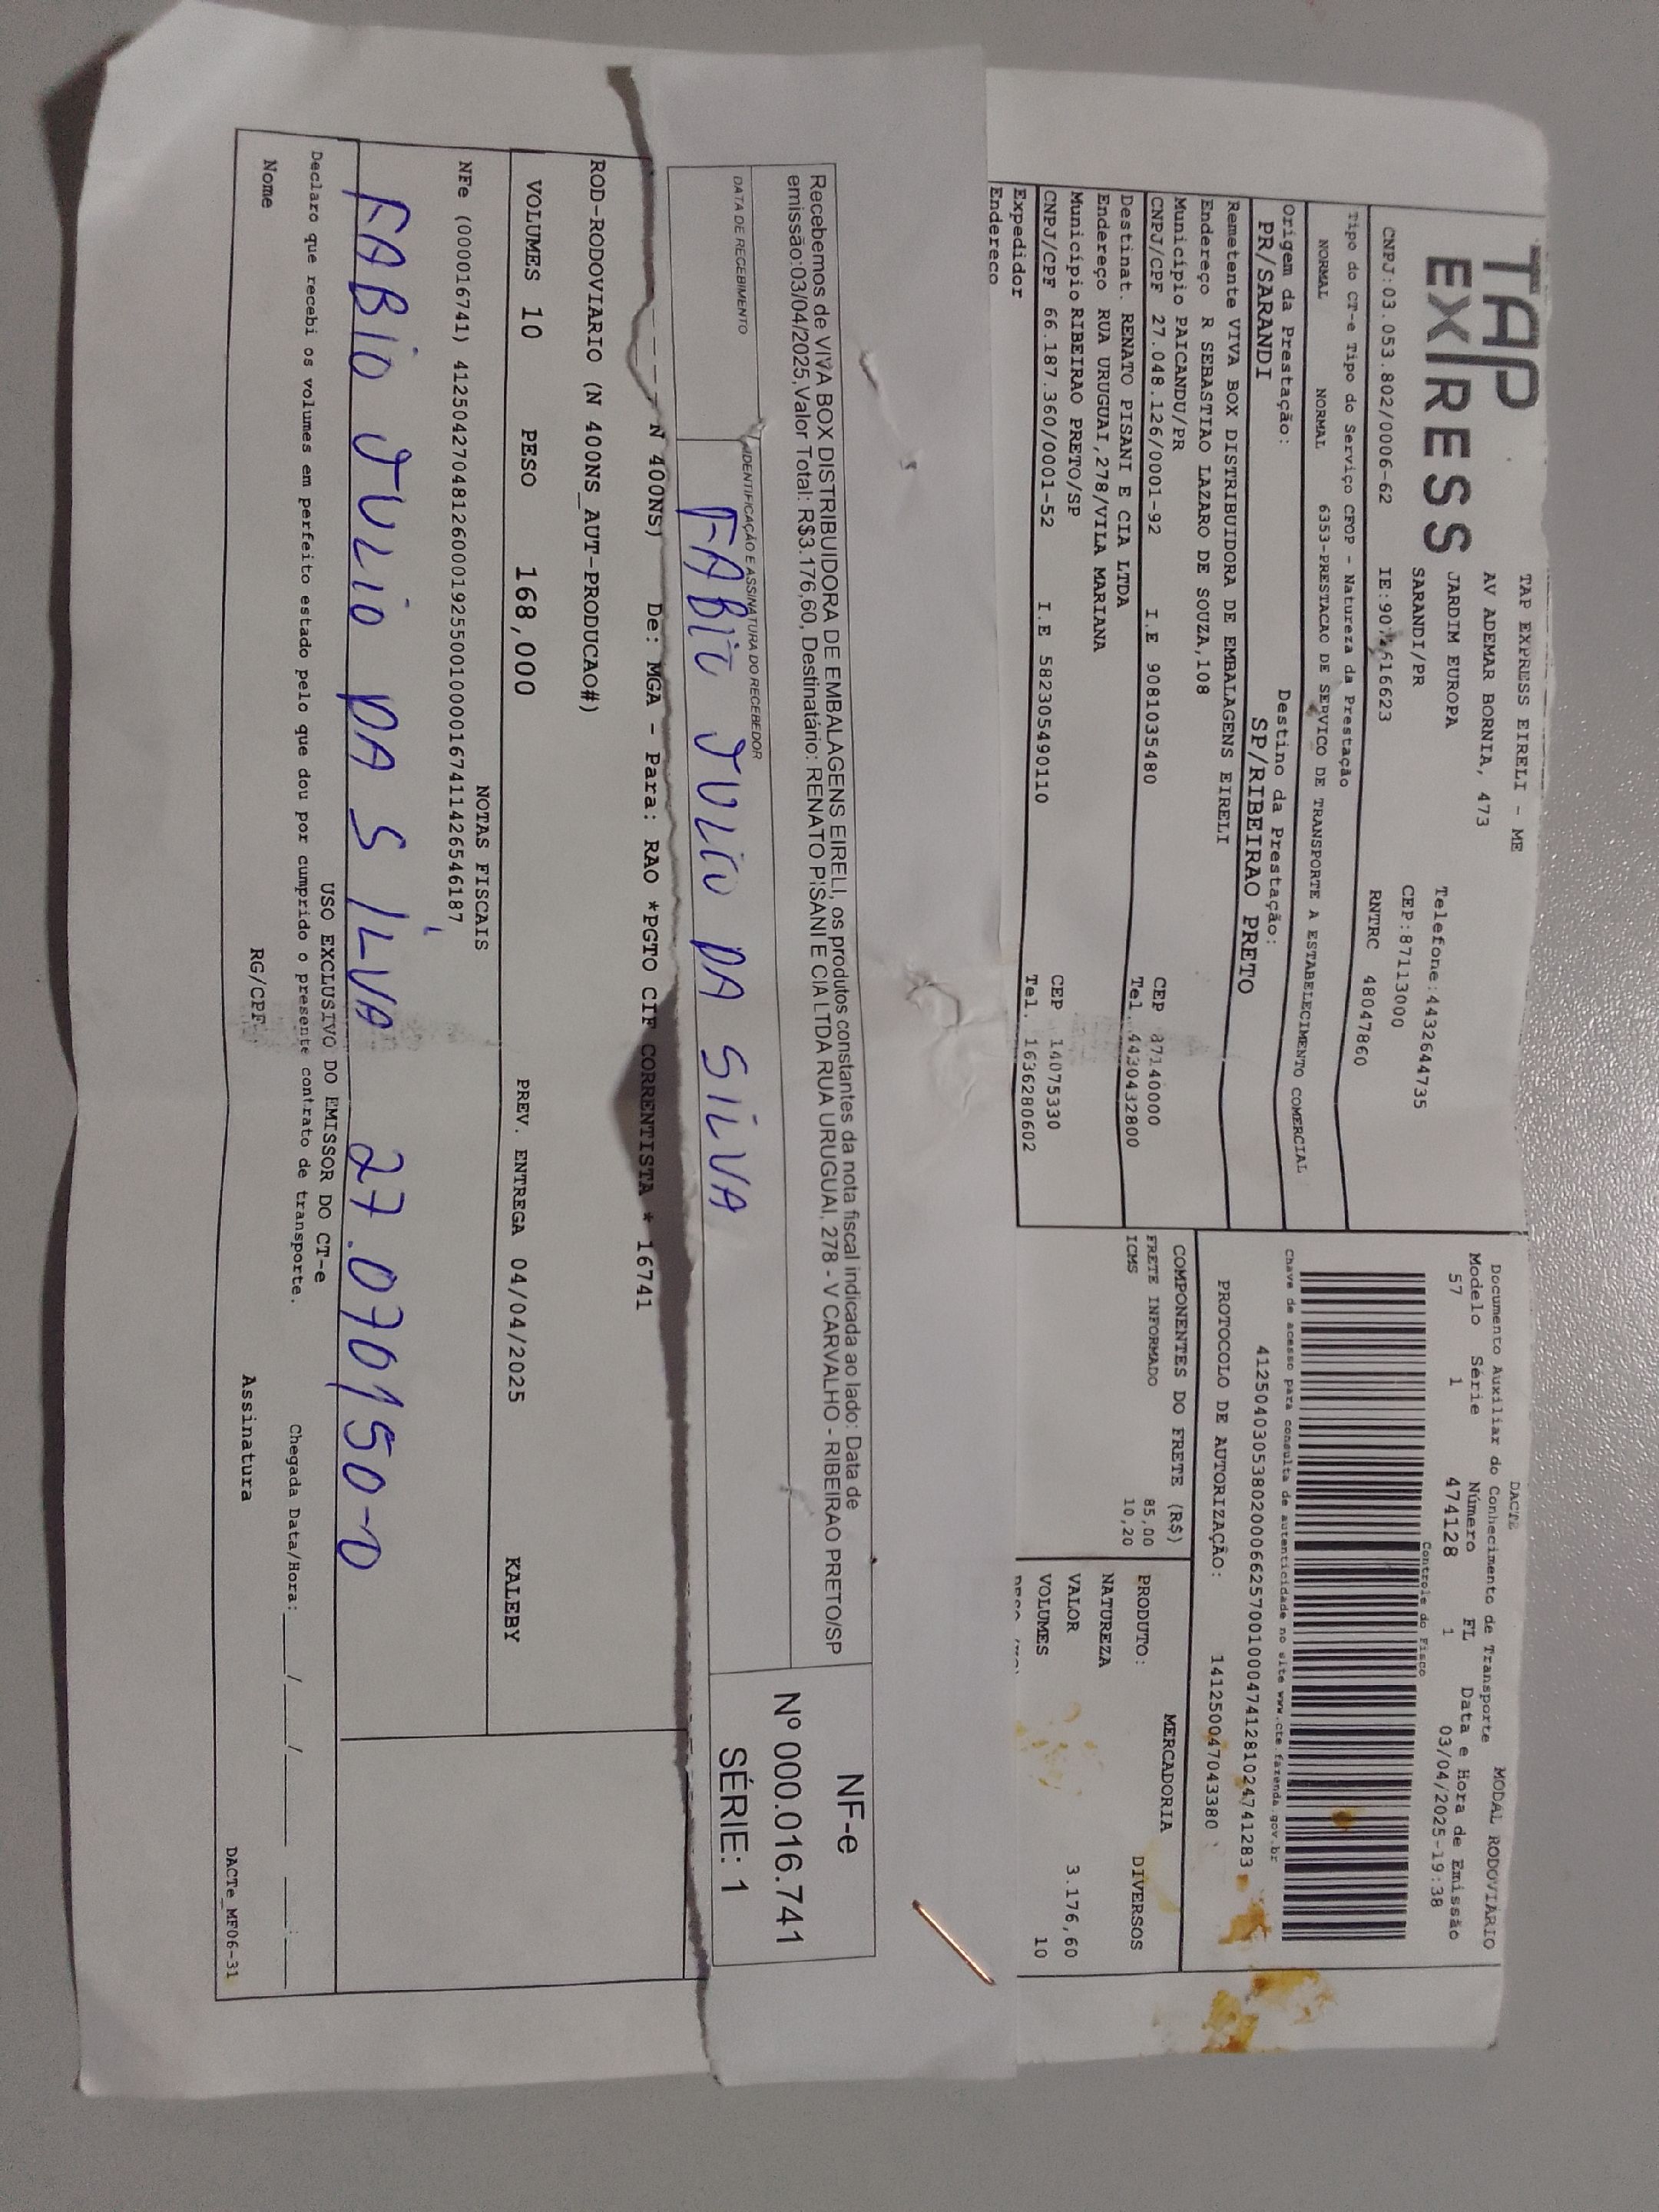 TAP
EXPRESS
TAP EXPRESS EIRELI - ME
AV ADEMAR BORNIA, 473
JARDIM EUROPA
SARANDI/PR
Telefone:4432644735
CEP:87113000
RNTRC 48047860
CNPJ:03.053.802/0006-62
Tipo do CT-e Tipo do Serviço CFOP - Natureza da Prestação
NORMAL NORMAL 6353-PRESTACAO DE SERVICO DE TRANSPORTE A ESTABELECIMENTO COMERCIAL
Origem da Prestação: Destino da Prestação:
PR/SARANDI SP/RIBEIRAO PRETO
Remetente VIVA BOX DISTRIBUIDORA DE EMBALAGENS EIRELI
Endereço R SEBASTIAO LAZARO DE SOUZA,108
Município PAICANDU/PR CEP 87140000
CNPJ/CPF 27.048.126/0001-92 I.E 9081035480 Tel. 4430432800
Destinat. RENATO PISANI E CIA LTDA
Endereço RUA URUGUAI,278/VILA MARIANA
Município RIBEIRAO PRETO/SP CEP 14075330
CNPJ/CPF 66.187.360/0001-52 I.E 582305490110 Tel. 1636280602
Expedidor
Endereco
DACTE
Documento Auxiliar do Conhecimento de Transporte MODAL RODOVIÁRIO
Modelo Série Número FL Data e Hora de Emissão
57 1 474128 1 03/04/2025-19:38
Controle do Fisco
Chave de acesso para consulta de autenticidade no site www.cte.fazenda.gov.br
41250403053802000662570010004741281024741283
PROTOCOLO DE AUTORIZAÇÃO: 141250047043380
COMPONENTES DO FRETE (R$)
FRETE INFORMADO 85,00
ICMS 10,20
MERCADORIA
PRODUTO: DIVERSOS
NATUREZA
VALOR 3.176,60
VOLUMES 10
Recebemos de VIVA BOX DISTRIBUIDORA DE EMBALAGENS EIRELI, os produtos constantes da nota fiscal indicada ao lado: Data de
emissão:03/04/2025,Valor Total: R$3.176,60, Destinatário: RENATO PISANI E CIA LTDA RUA URUGUAI, 278 - V CARVALHO - RIBEIRAO PRETO/SP
DATA DE RECEBIMENTO IDENTIFICAÇÃO E ASSINATURA DO RECEBEDOR
FABIO JULIO DA SILVA
NF-e
Nº 000.016.741
SÉRIE: 1
N 400NS) De: MGA - Para: RAO *PGTO CIF CORRENTISTA * 16741
ROD-RODOVIARIO (N 400NS_AUT-PRODUCAO#)
VOLUMES 10 PESO 168,000 PREV. ENTREGA 04/04/2025 KALEBY
NOTAS FISCAIS
NFe (000016741) 41250427048126000192550010000167411426546187
FABIO JULIO DA SILVA 27.070150-0
USO EXCLUSIVO DO EMISSOR DO CT-e
Declaro que recebi os volumes em perfeito estado pelo que dou por cumprido o presente contrato de transporte. Chegada Data/Hora:___/___/_____ ___:___
Nome RG/CPF Assinatura
DACTe_MF06-31